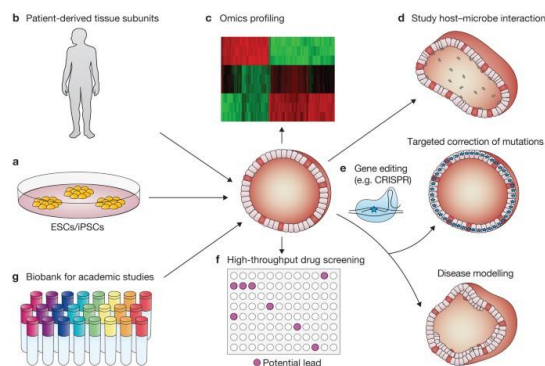 b Patient-derived tissue subunits
c Omics profiling
d Study host–microbe interaction
a
ESCs/iPSCs
e Gene editing
(e.g. CRISPR)
Targeted correction of mutations
g Biobank for academic studies
f High-throughput drug screening
Potential lead
Disease modelling